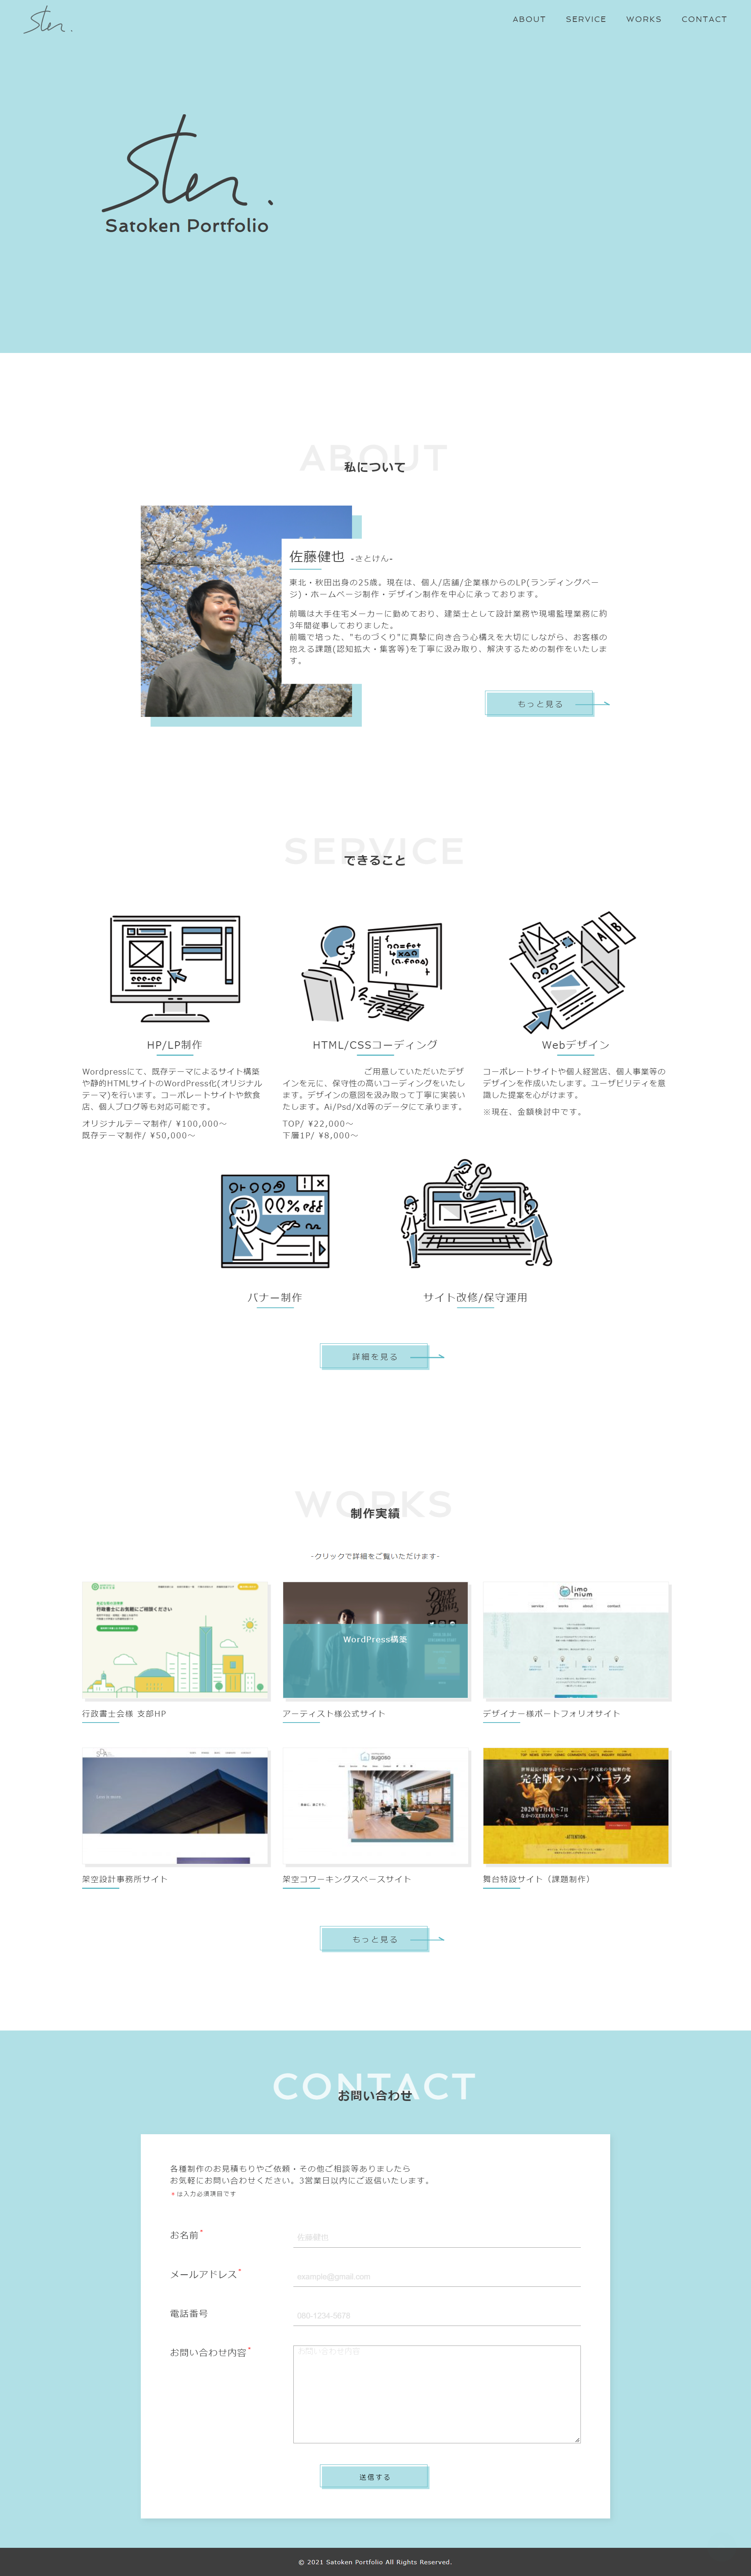 Sten.
ABOUT
SERVICE
WORKS
CONTACT
Sten.
Satoken Portfolio
ABOUT
私について
佐藤健也 -さとけん-
東北・秋田出身の25歳。現在は、個人/店舗/企業様からのLP(ランディングペー
ジ)・ホームページ制作・デザイン制作を中心に承っております。
前職は大手住宅メーカーに勤めており、建築士として設計業務や現場監理業務に約
3年間従事しておりました。
前職で培った、"ものづくり"に真摯に向き合う心構えを大切にしながら、お客様の
抱える課題(認知拡大・集客等)を丁寧に汲み取り、解決するための制作をいたしま
す。
もっと見る
SERVICE
できること
HP/LP制作
Wordpressにて、既存テーマによるサイト構築
や静的HTMLサイトのWordPress化(オリジナル
テーマ)を行います。コーポレートサイトや飲食
店、個人ブログ等も対応可能です。
オリジナルテーマ制作/ ¥100,000〜
既存テーマ制作/ ¥50,000〜
HTML/CSSコーディング
ご用意していただいたデザ
インを元に、保守性の高いコーディングをいたし
ます。デザインの意図を汲み取って丁寧に実装い
たします。Ai/Psd/Xd等のデータにて承ります。
TOP/ ¥22,000〜
下層1P/ ¥8,000〜
A
B
Webデザイン
コーポレートサイトや個人経営店、個人事業等の
デザインを作成いたします。ユーザビリティを意
識した提案を心がけます。
※現在、金額検討中です。
バナー制作
サイト改修/保守運用
詳細を見る
WORKS
制作実績
-クリックで詳細をご覧いただけます-
行政書士にお気軽にご相談ください
行政書士会様 支部HP
WordPress構築
アーティスト様公式サイト
limo
nium
service
works
about
contact
デザイナー様ポートフォリオサイト
架空設計事務所サイト
sugoso
架空コワーキングスペースサイト
完全版マハーバーラタ
ATTENTION
舞台特設サイト（課題制作）
もっと見る
CONTACT
お問い合わせ
各種制作のお見積もりやご依頼・その他ご相談等ありましたら
お気軽にお問い合わせください。3営業日以内にご返信いたします。
*は入力必須項目です
お名前*
佐藤健也
メールアドレス*
example@gmail.com
電話番号
080-1234-5678
お問い合わせ内容*
お問い合わせ内容
送信する
© 2021 Satoken Portfolio All Rights Reserved.